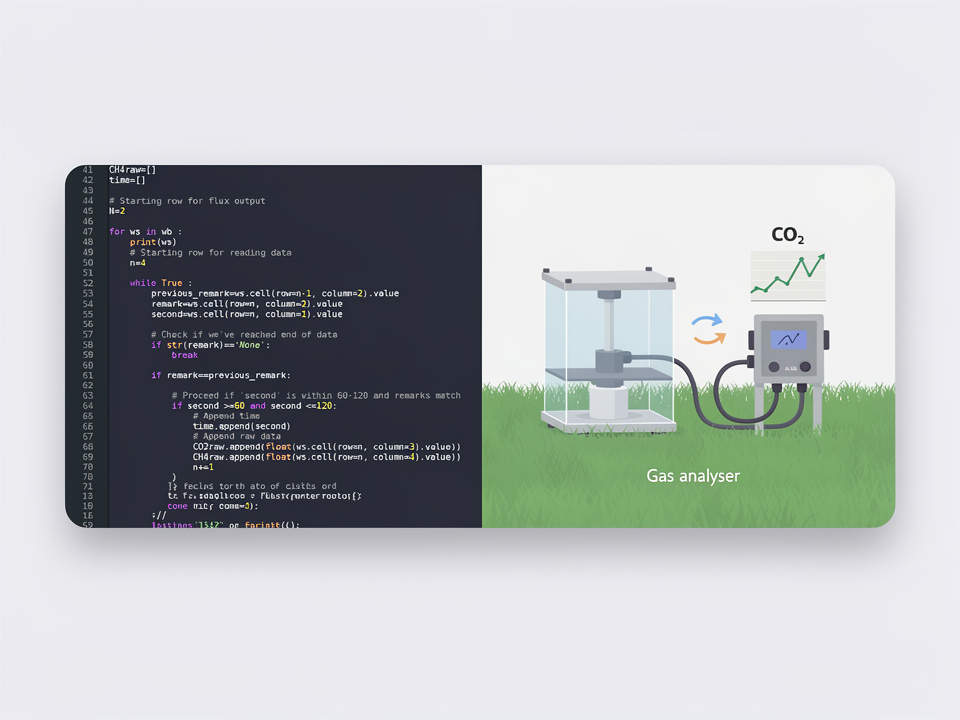 41 CH4raw=[]
42 time=[]
43
44 # Starting row for flux output
45 N=2
46
47 for ws in wb :
48 print(ws)
49 # Starting row for reading data
50 n=4
51
52 while True :
53 previous_remark=ws.cell(row=n-1, column=2).value
54 remark=ws.cell(row=n, column=2).value
55 second=ws.cell(row=n, column=1).value
56
57 # Check if we've reached end of data
58 if str(remark)=='None':
59 break
60
61 if remark==previous_remark:
62
63 # Proceed if 'second' is within 60-120 and remarks match
64 if second >=60 and second <=120:
65 # Append time
66 time.append(second)
67 # Append raw data
68 CO2raw.append(float(ws.cell(row=n, column=3).value))
69 CH4raw.append(float(ws.cell(row=n, column=4).value))
70 n+=1
70 )
71
CO₂
Gas analyser